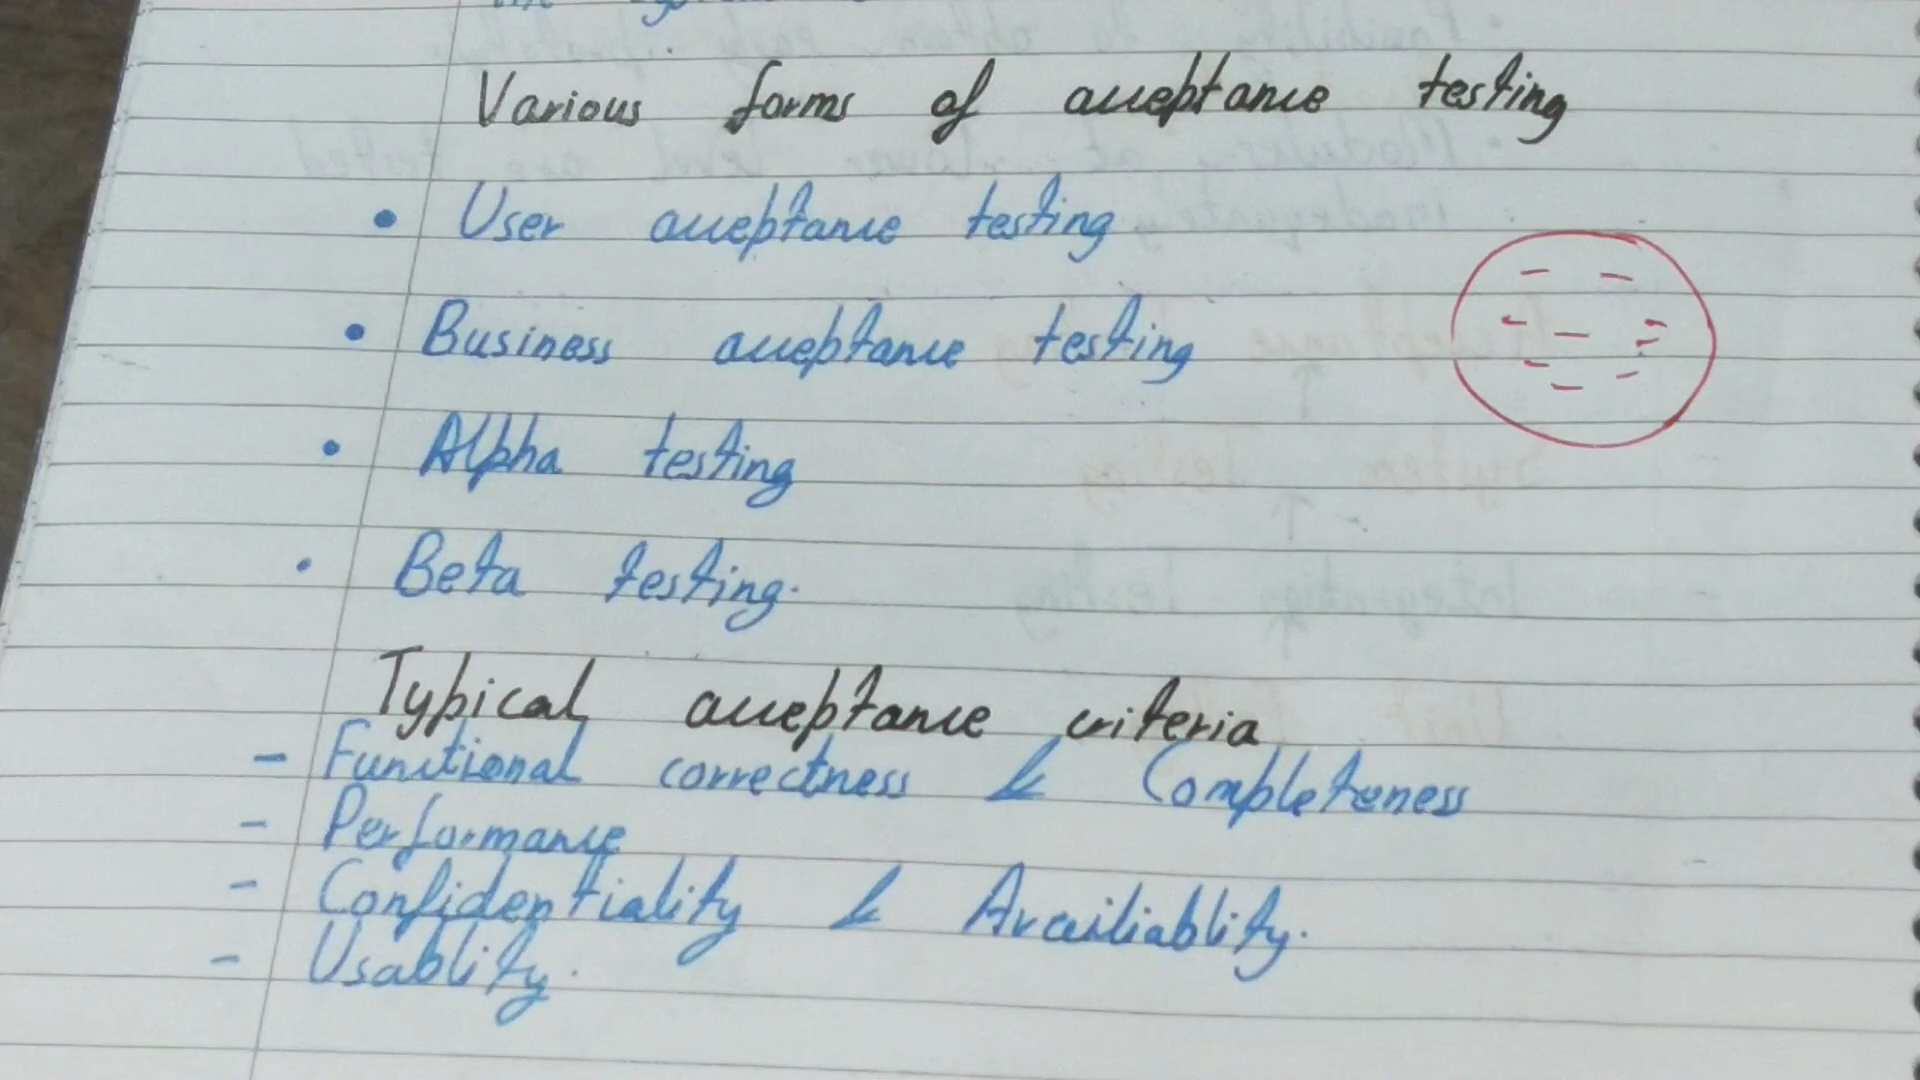 Various forms of acceptance testing
• User acceptance testing
• Business acceptance testing
• Alpha testing
• Beta testing.
Typical acceptance criteria
- Functional correctness & Completeness
- Performance
- Confidentiality & Availiablity.
- Usablity.